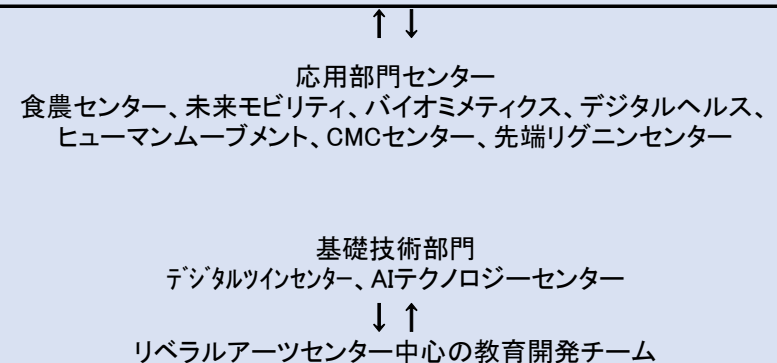 ↑↓
応用部門センター
食農センター、未来モビリティ、バイオミメティクス、デジタルヘルス、
ヒューマンムーブメント、CMCセンター、先端リグニンセンター
基礎技術部門
ﾃﾞｼﾞﾀﾙﾂｲﾝｾﾝﾀｰ、AIテクノロジーセンター
↓↑
リベラルアーツセンター中心の教育開発チーム